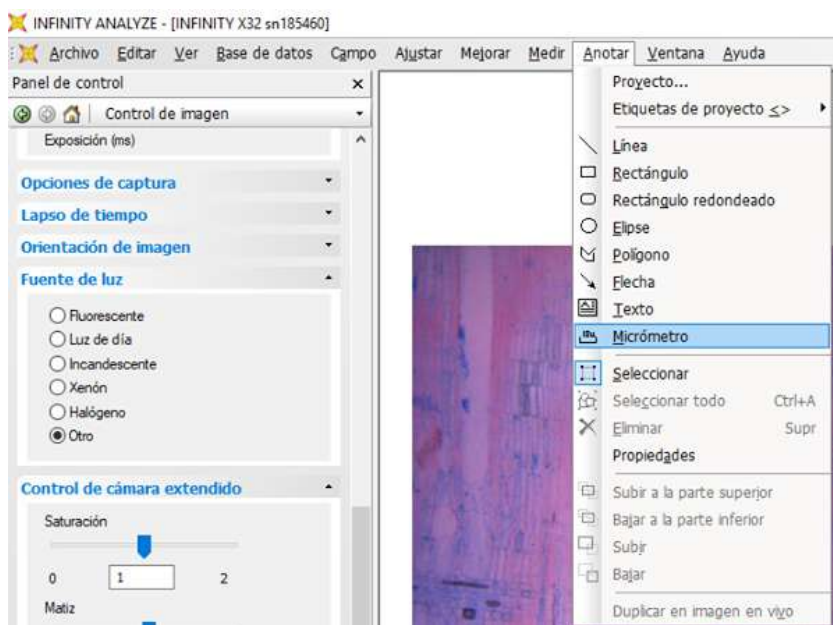 INFINITY ANALYZE - [INFINITY X32 sn185460]
Archivo Editar Ver Base de datos Campo Ajustar Mejorar Medir Anotar Ventana Ayuda
Panel de control
Control de imagen
Exposición (ms)
Opciones de captura
Lapso de tiempo
Orientación de imagen
Fuente de luz
Fluorescente
Luz de día
Incandescente
Xenón
Halógeno
Otro
Control de cámara extendido
Saturación
0 1 2
Matiz
Proyecto...
Etiquetas de proyecto <>
Línea
Rectángulo
Rectángulo redondeado
Elipse
Polígono
Flecha
Texto
Micrómetro
Seleccionar
Seleccionar todo Ctrl+A
Eliminar Supr
Propiedades
Subir a la parte superior
Bajar a la parte inferior
Subir
Bajar
Duplicar en imagen en vivo